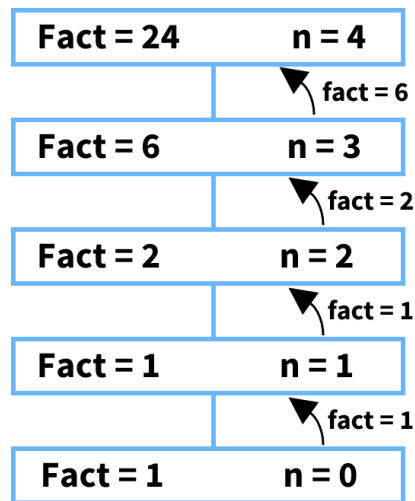 Fact = 24 n = 4
fact = 6
Fact = 6 n = 3
fact = 2
Fact = 2 n = 2
fact = 1
Fact = 1 n = 1
fact = 1
Fact = 1 n = 0